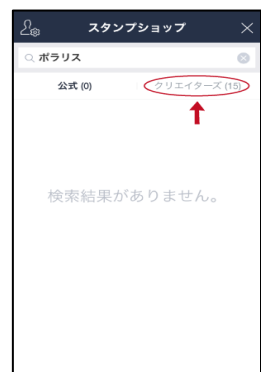 スタンプショップ
ポラリス
公式 (0)
クリエイターズ (15)
検索結果がありません。